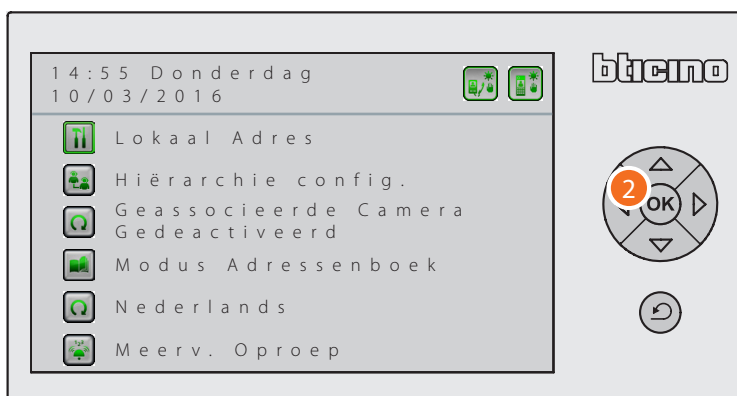 14:55 Donderdag
10/03/2016
bticino
Lokaal Adres
Hiërarchie config.
Geassocieerde Camera
Gedeactiveerd
Modus Adressenboek
Nederlands
Meerv. Oproep
2
OK